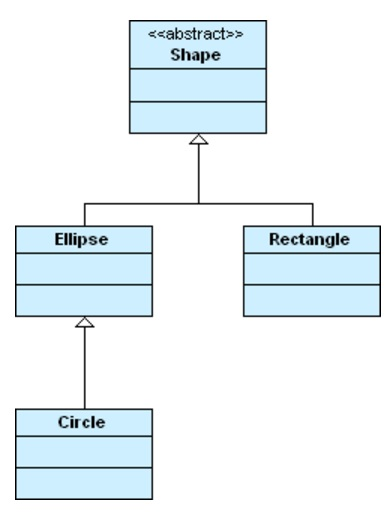 <<abstract>>
Shape
Ellipse
Rectangle
Circle